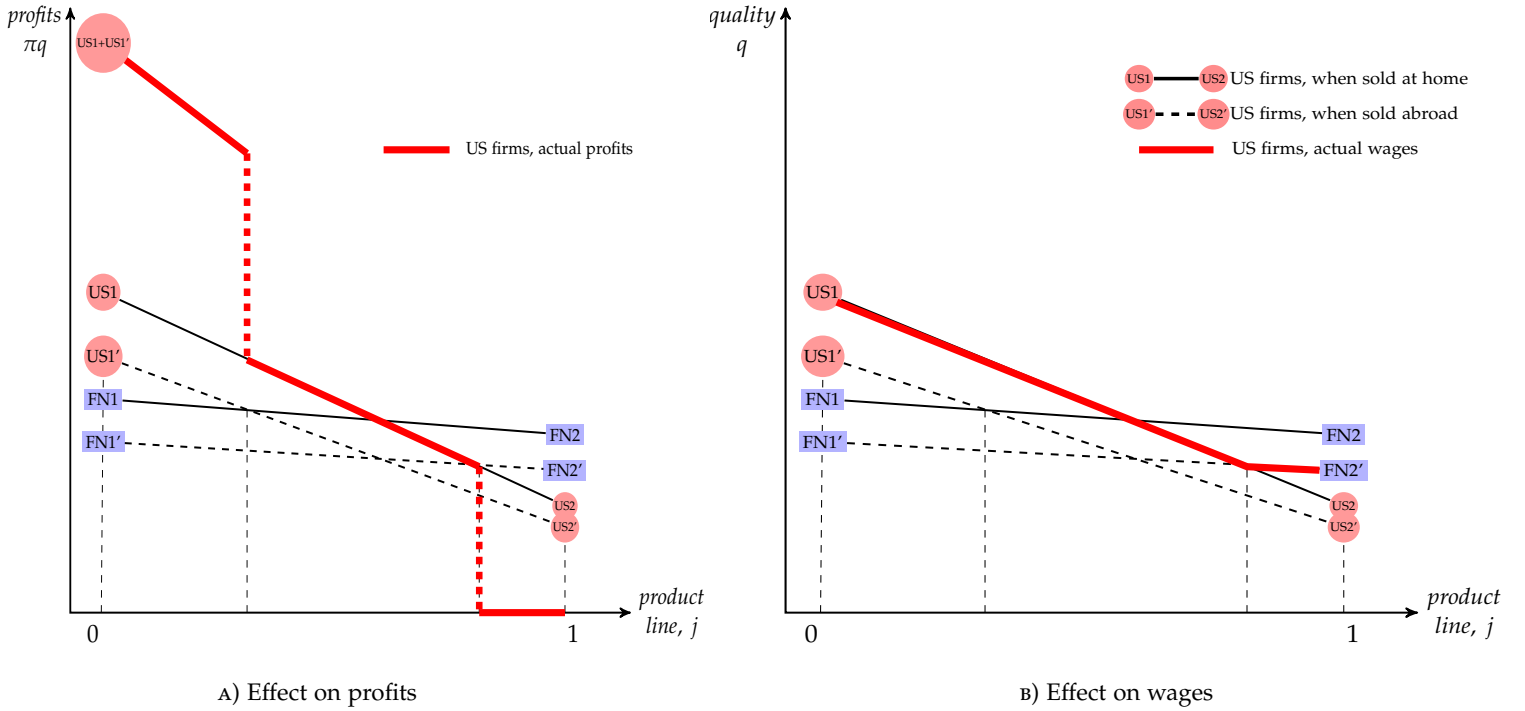 profits
πq
US1+US1'
US firms, actual profits
US1
US1'
FN1
FN1'
FN2
FN2'
US2
US2'
0
1
product
line, j
A) Effect on profits
quality
q
US1 US2 US firms, when sold at home
US1' US2' US firms, when sold abroad
US firms, actual wages
US1
US1'
FN1
FN1'
FN2
FN2'
US2
US2'
0
1
product
line, j
B) Effect on wages